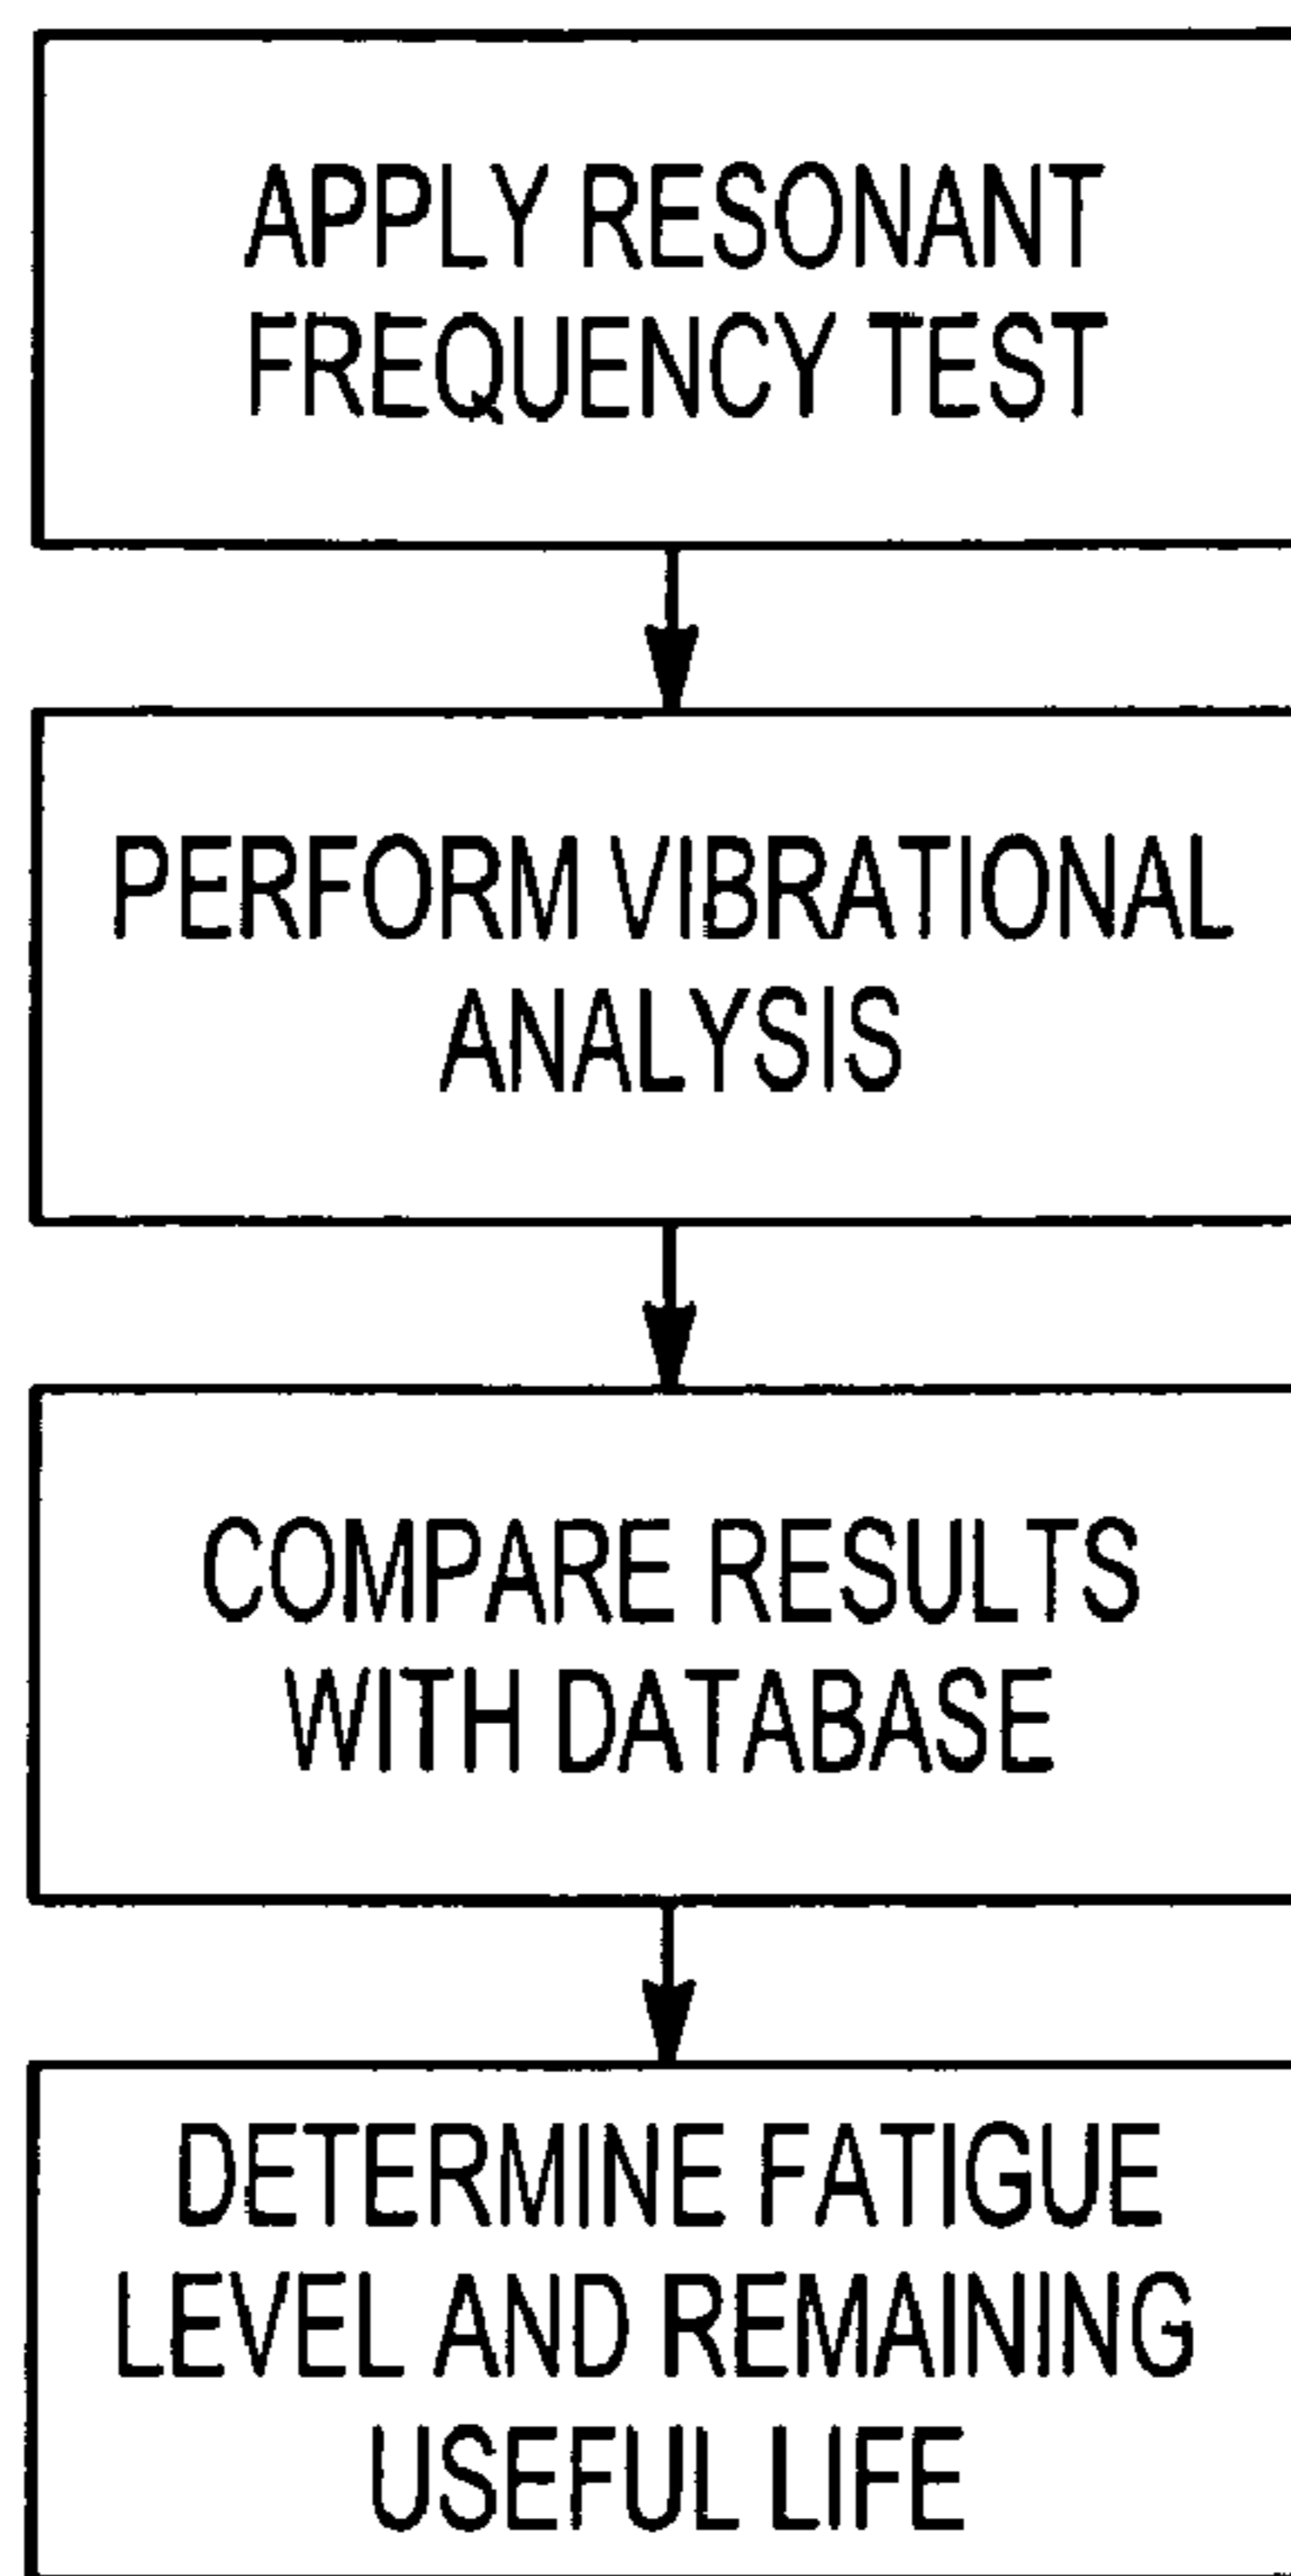 APPLY RESONANT
FREQUENCY TEST
PERFORM VIBRATIONAL
ANALYSIS
COMPARE RESULTS
WITH DATABASE
DETERMINE FATIGUE
LEVEL AND REMAINING
USEFUL LIFE